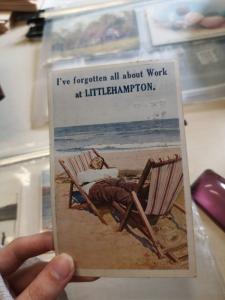 I've forgotten all about Work
at LITTLEHAMPTON.